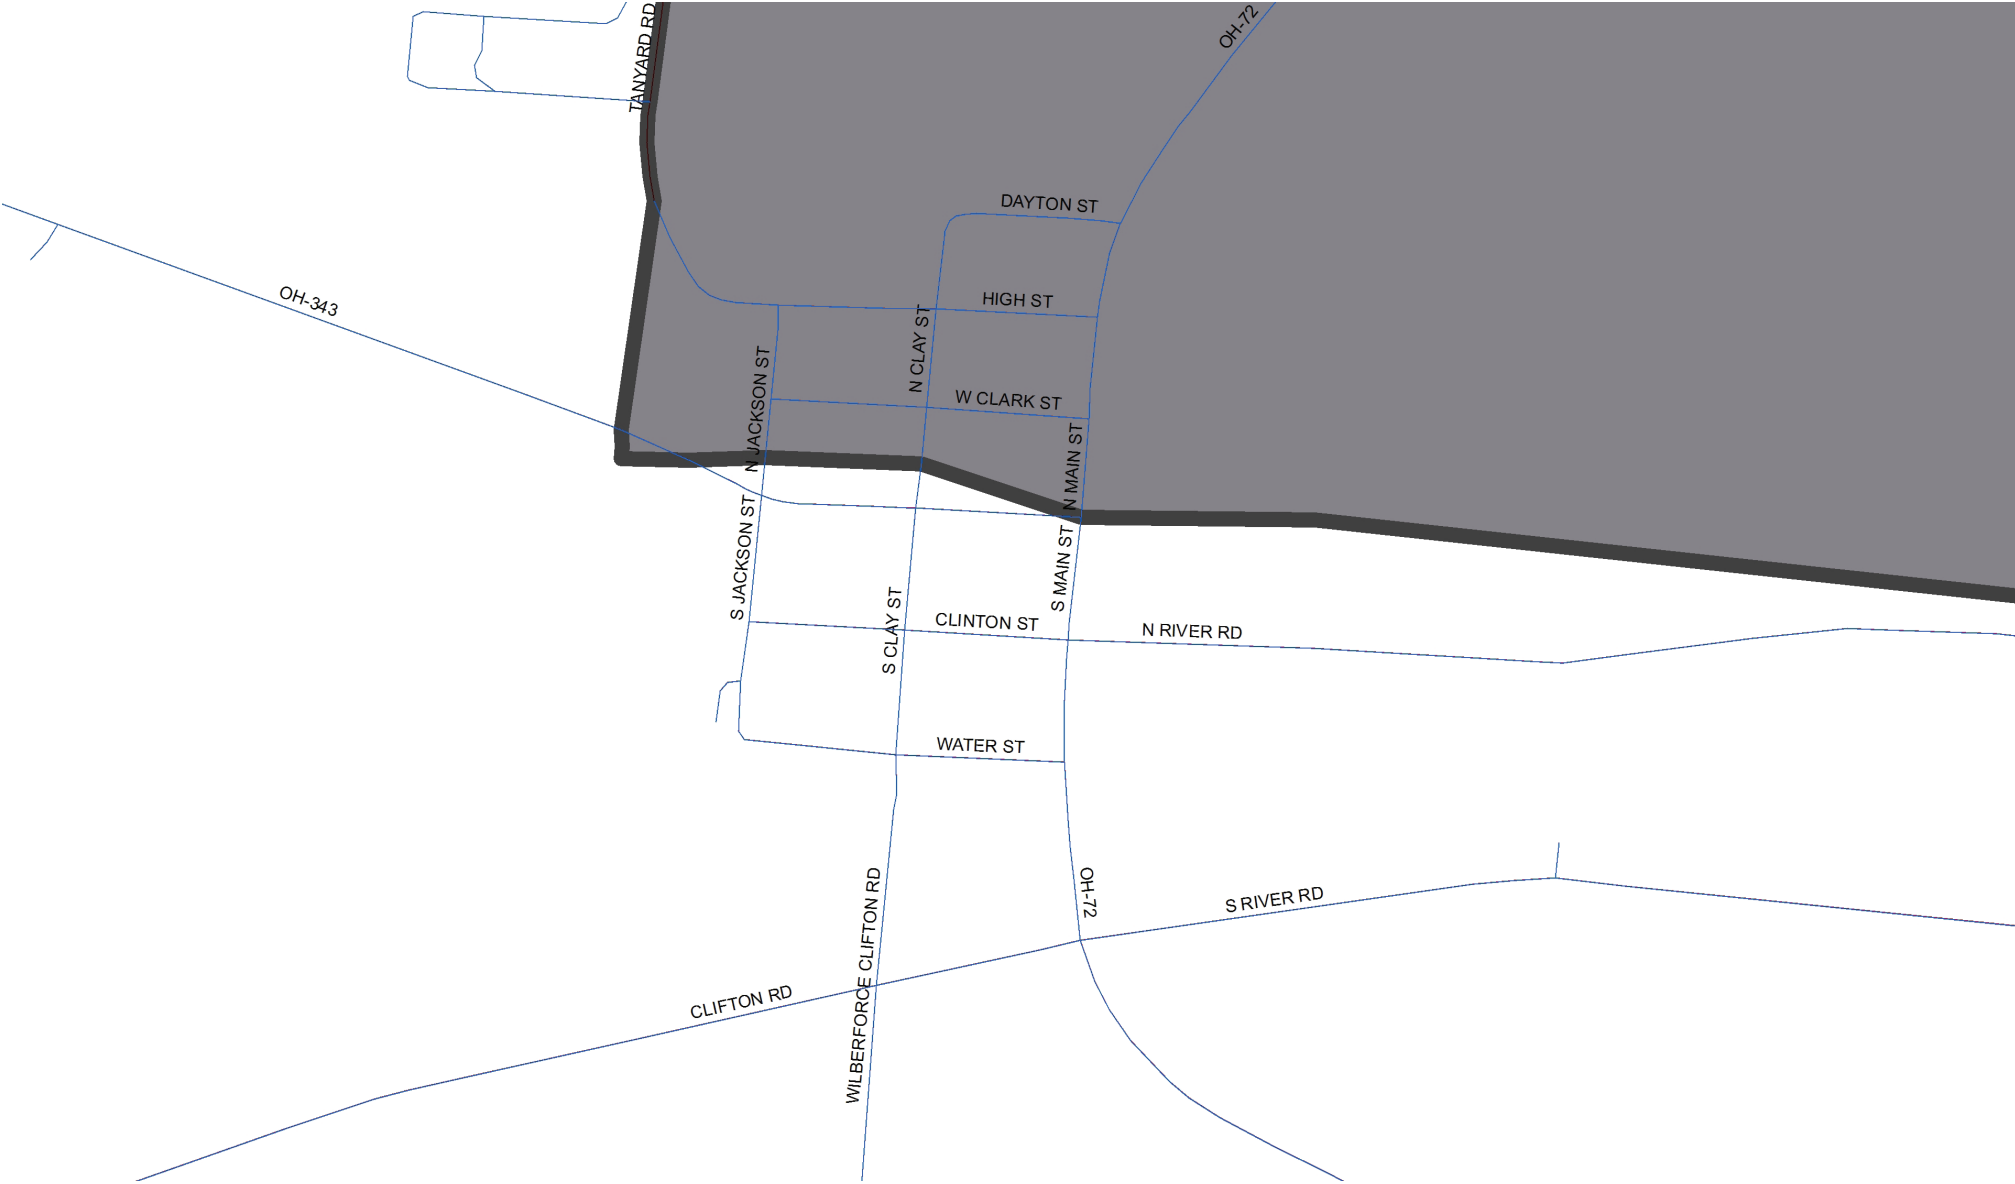 TANYARD RD
OH-72
DAYTON ST
OH-343
HIGH ST
N CLAY ST
N JACKSON ST
W CLARK ST
N MAIN ST
S JACKSON ST
S MAIN ST
S CLAY ST
CLINTON ST
N RIVER RD
WATER ST
WILBERFORCE CLIFTON RD
OH-72
S RIVER RD
CLIFTON RD